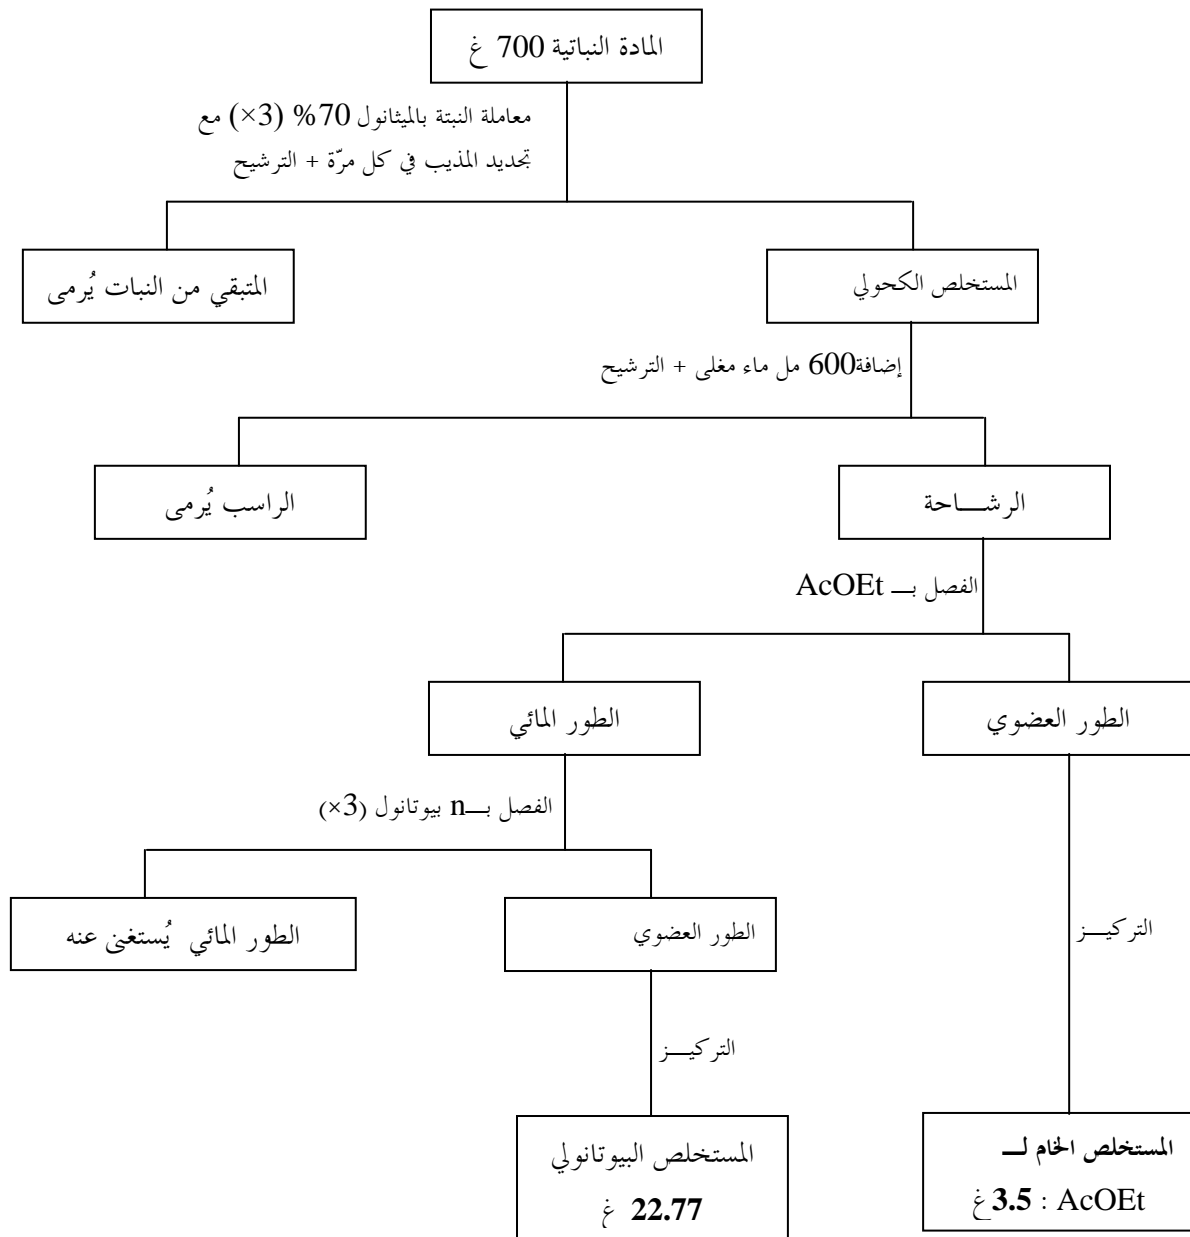 المادة النباتية 700 غ
معاملة النبتة بالميثانول 70% (3×) مع
تجديد المذيب في كل مرّة + الترشيح
المستخلص الكحولي
المتبقي من النبات يُرمى
إضافة600 مل ماء مغلى + الترشيح
الرشـــاحة
الراسب يُرمى
الفصل بـــ AcOEt
الطور العضوي
الطور المائي
الفصل بـــn بيوتانول (3×)
الطور العضوي
الطور المائي يُستغنى عنه
التركيـــز
التركيـــز
المستخلص الخام لـــ
AcOEt : 3.5 غ
المستخلص البيوتانولي
22.77 غ